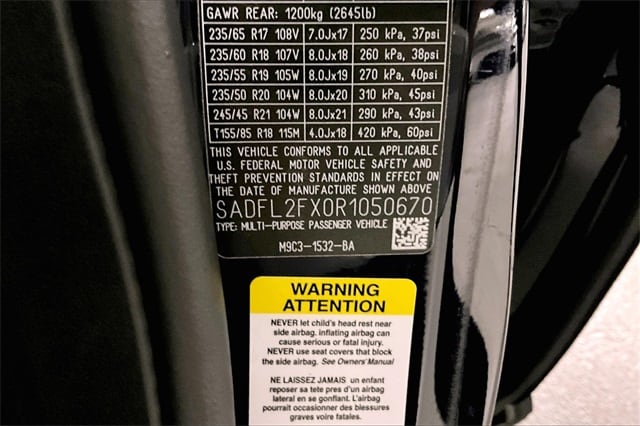 GAWR REAR: 1200kg (2645lb)
235/65 R17 108V 7.0Jx17 250 kPa, 37psi
235/60 R18 107V 8.0Jx18 260 kPa, 38psi
235/55 R19 105W 8.0Jx19 270 kPa, 40psi
235/50 R20 104W 8.0Jx20 310 kPa, 45psi
245/45 R21 104W 8.0Jx21 290 kPa, 43psi
T155/85 R18 115M 4.0Jx18 420 kPa, 60psi
THIS VEHICLE CONFORMS TO ALL APPLICABLE
U.S. FEDERAL MOTOR VEHICLE SAFETY AND
THEFT PREVENTION STANDARDS IN EFFECT ON
THE DATE OF MANUFACTURE SHOWN ABOVE
SADFL2FX0R1050670
TYPE: MULTI-PURPOSE PASSENGER VEHICLE
M9C3-1532-BA
WARNING
ATTENTION
NEVER let child's head rest near
side airbag. inflating airbag can
cause serious or fatal injury.
NEVER use seat covers that block
the side airbag. See Owners' Manual
NE LAISSEZ JAMAIS un enfant
reposer sa tete pres d'un airbag
lateral en se gonflant. L'airbag
pourrait occasionner des blessures
graves voire fatales.